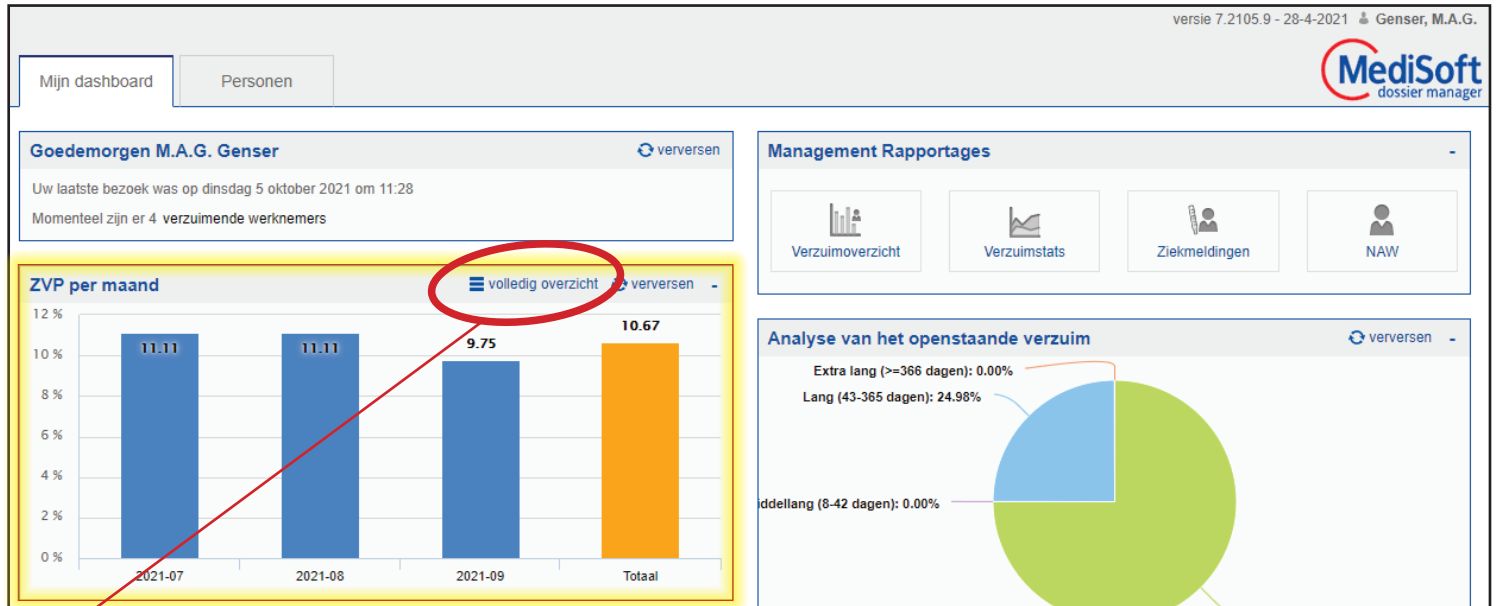 versie 7.2105.9 - 28-4-2021 Genser, M.A.G.
Mijn dashboard
Personen
MediSoft
dossier manager
Goedemorgen M.A.G. Genser
verversen
Uw laatste bezoek was op dinsdag 5 oktober 2021 om 11:28
Momenteel zijn er 4 verzuimende werknemers
ZVP per maand
volledig overzicht
verversen
-
12 %
10 %
8 %
6 %
4 %
2 %
0 %
11.11
11.11
9.75
10.67
2021-07
2021-08
2021-09
Totaal
Management Rapportages
-
Verzuimoverzicht
Verzuimstats
Ziekmeldingen
NAW
Analyse van het openstaande verzuim
verversen
-
Extra lang (>=366 dagen): 0.00%
Lang (43-365 dagen): 24.98%
iddellang (8-42 dagen): 0.00%